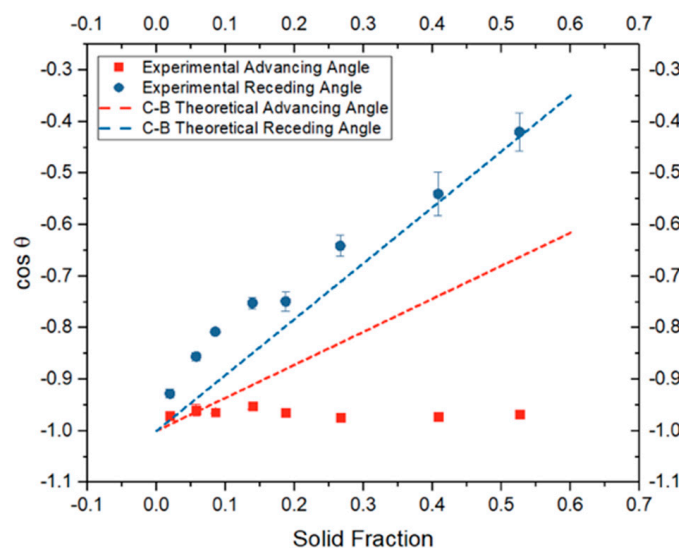 -0.1 0.0 0.1 0.2 0.3 0.4 0.5 0.6 0.7
-0.3
-0.4
-0.5
-0.6
-0.7
-0.8
-0.9
-1.0
-1.1
Experimental Advancing Angle
Experimental Receding Angle
C-B Theoretical Advancing Angle
C-B Theoretical Receding Angle
cos θ
-0.3
-0.4
-0.5
-0.6
-0.7
-0.8
-0.9
-1.0
-1.1
-0.1 0.0 0.1 0.2 0.3 0.4 0.5 0.6 0.7
Solid Fraction